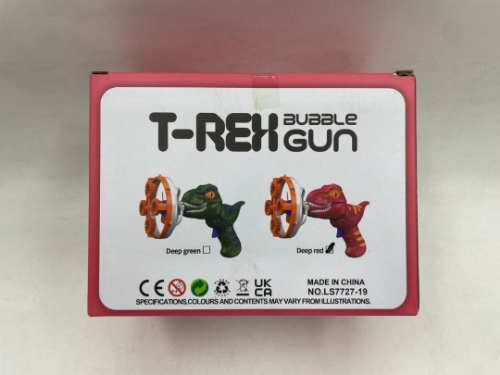 T-REX BUBBLE GUN
Deep green
Deep red
CE
UK
CA
MADE IN CHINA
NO.LS7727-19
SPECIFICATIONS,COLOURS AND CONTENTS MAY VARY FROM ILLUSTRATIONS.